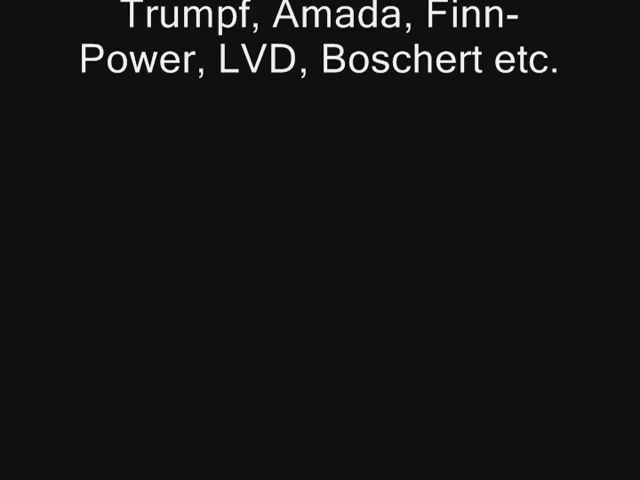 Trumpf, Amada, Finn-
Power, LVD, Boschert etc.